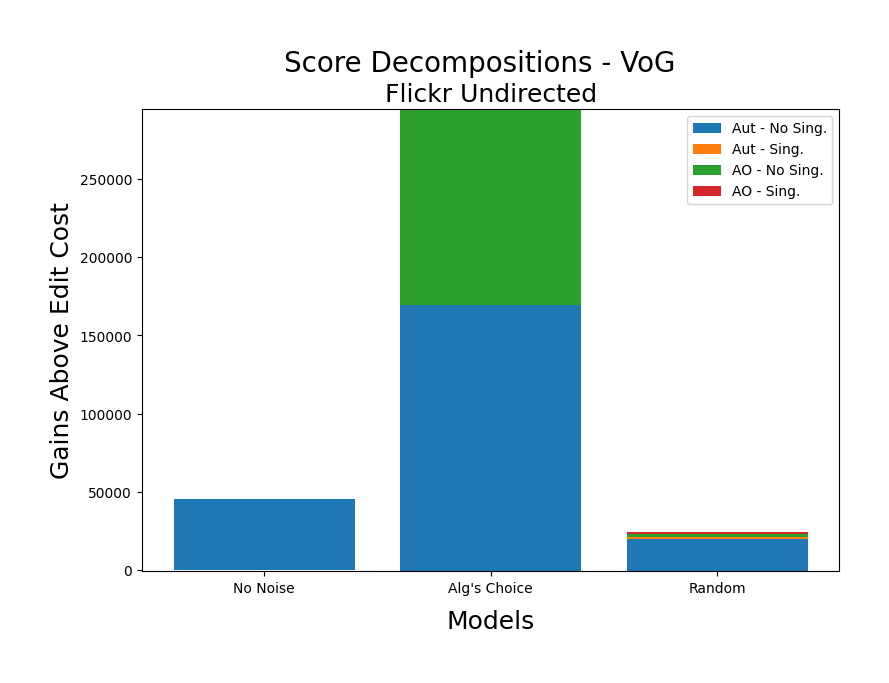 Score Decompositions - VoG
Flickr Undirected
Gains Above Edit Cost
250000
200000
150000
100000
50000
0
Aut - No Sing.
Aut - Sing.
AO - No Sing.
AO - Sing.
No Noise
Alg's Choice
Random
Models